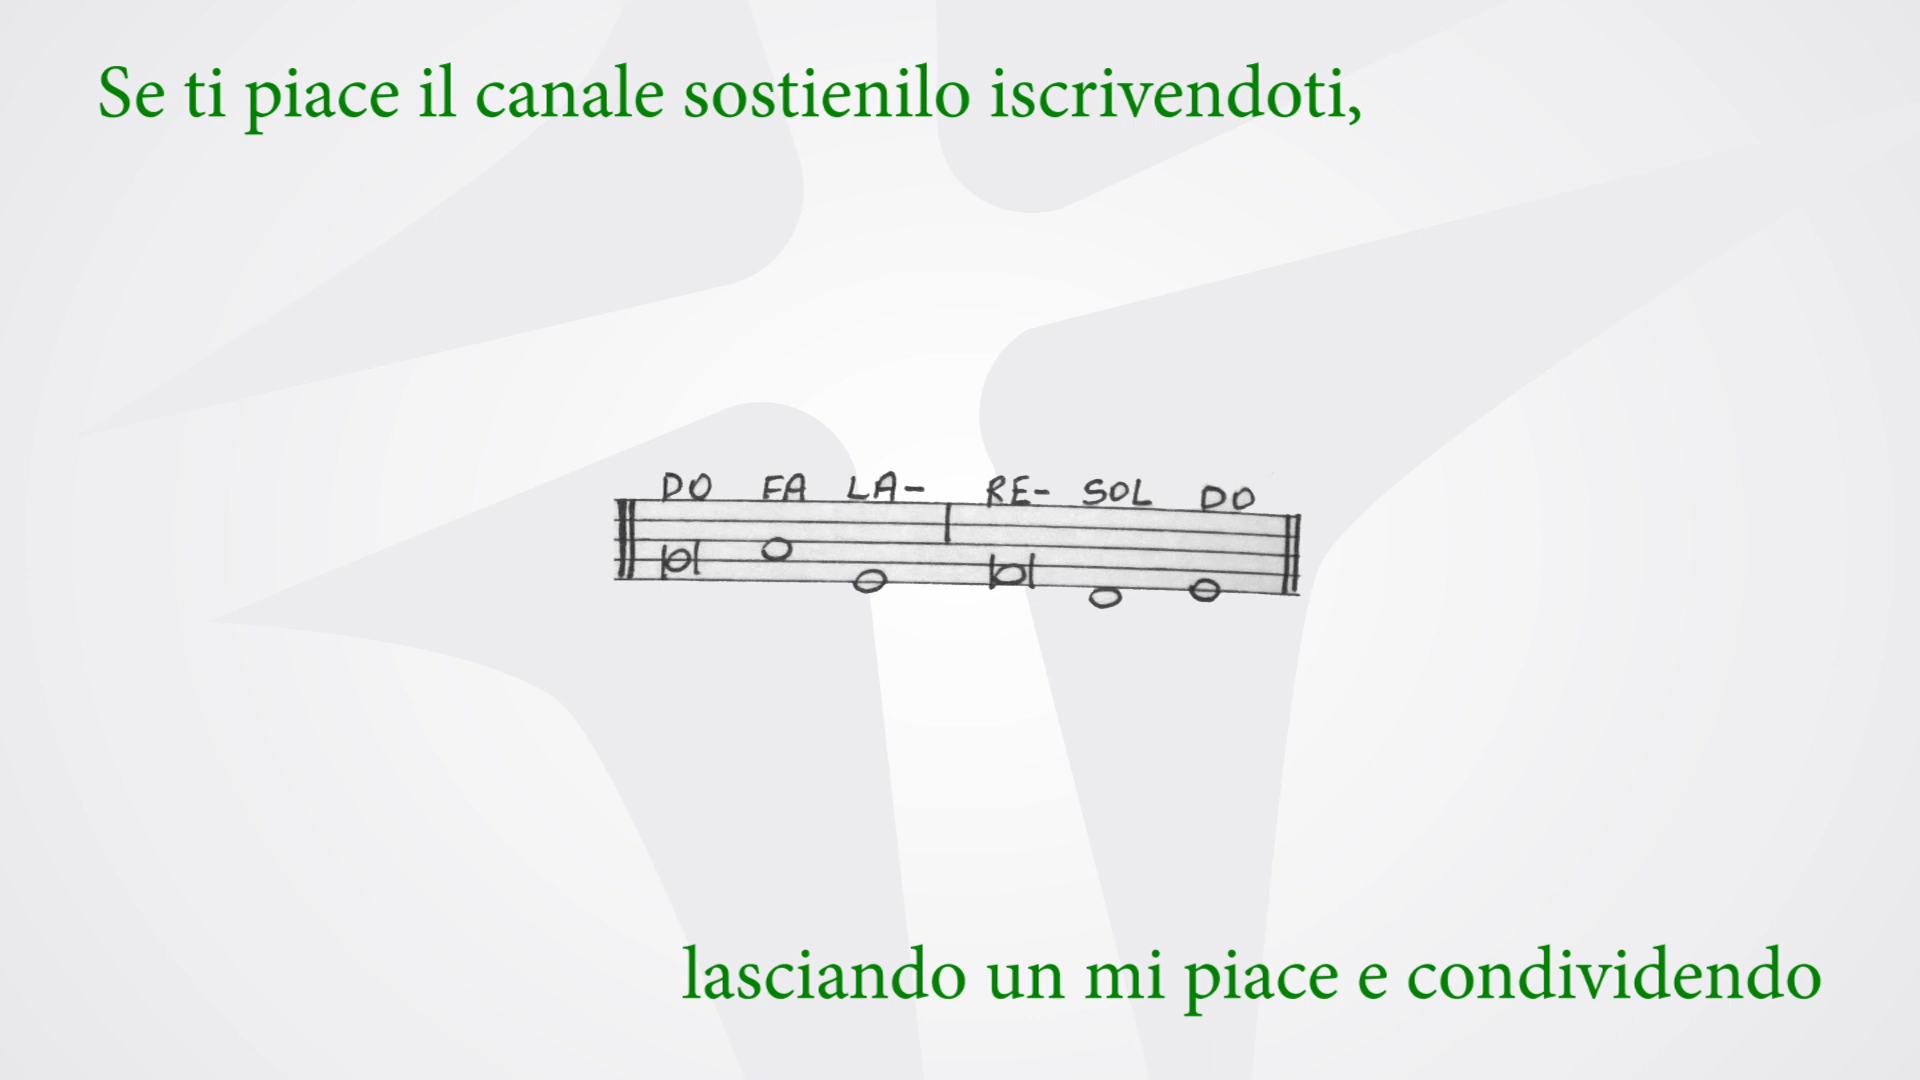 Se ti piace il canale sostienilo iscrivendoti,
DO FA LA- RE- SOL DO
lasciando un mi piace e condividendo